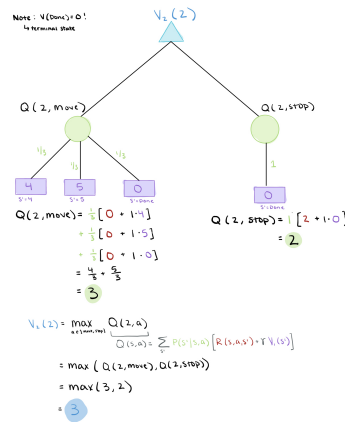 Note: V(Done)=0!
4 terminal state
V₂(2)
Q(2, move)
Q(2, stop)
1/3
1/3
1/3
1
4
5
0
0
s'=4
s'=5
s'=Done
s'=Done
Q(2, move) = 1/3 [0 + 1·4]
+ 1/3 [0 + 1·5]
+ 1/3 [0 + 1·0]
= 4/3 + 5/3
= 3
Q(2, stop) = 1 [2 + 1·0]
= 2
V₂(2) = max Q(2,a)
a∈{move, stop}
Q(s,a) = Σ P(s'|s,a) [R(s,a,s') + γ V₁(s')]
s'
= max (Q(2, move), Q(2, stop))
= max(3, 2)
= 3